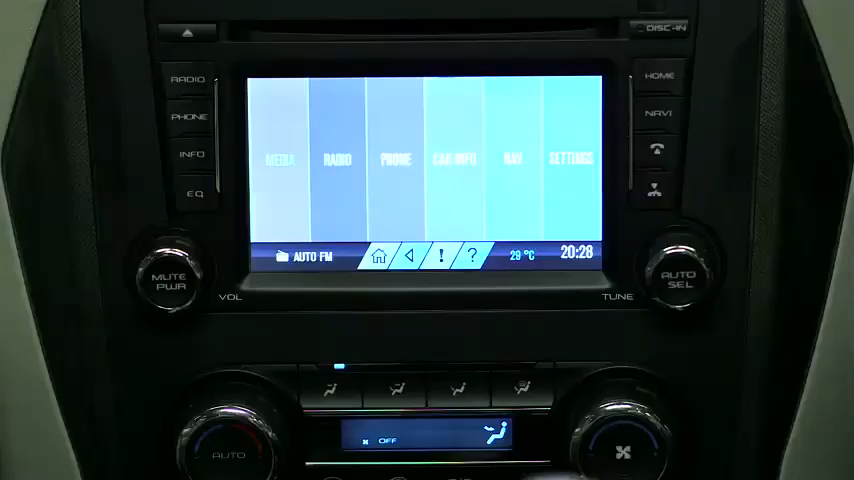 DISC-IN
RADIO
HOME
PHONE
NAVI
INFO
EQ
MEDIA
RADIO
PHONE
CAR INFO
NAVI
SETTINGS
AUTO FM
!
?
29 °C
20:28
MUTE
PWR
VOL
AUTO
SEL
TUNE
AUTO
OFF